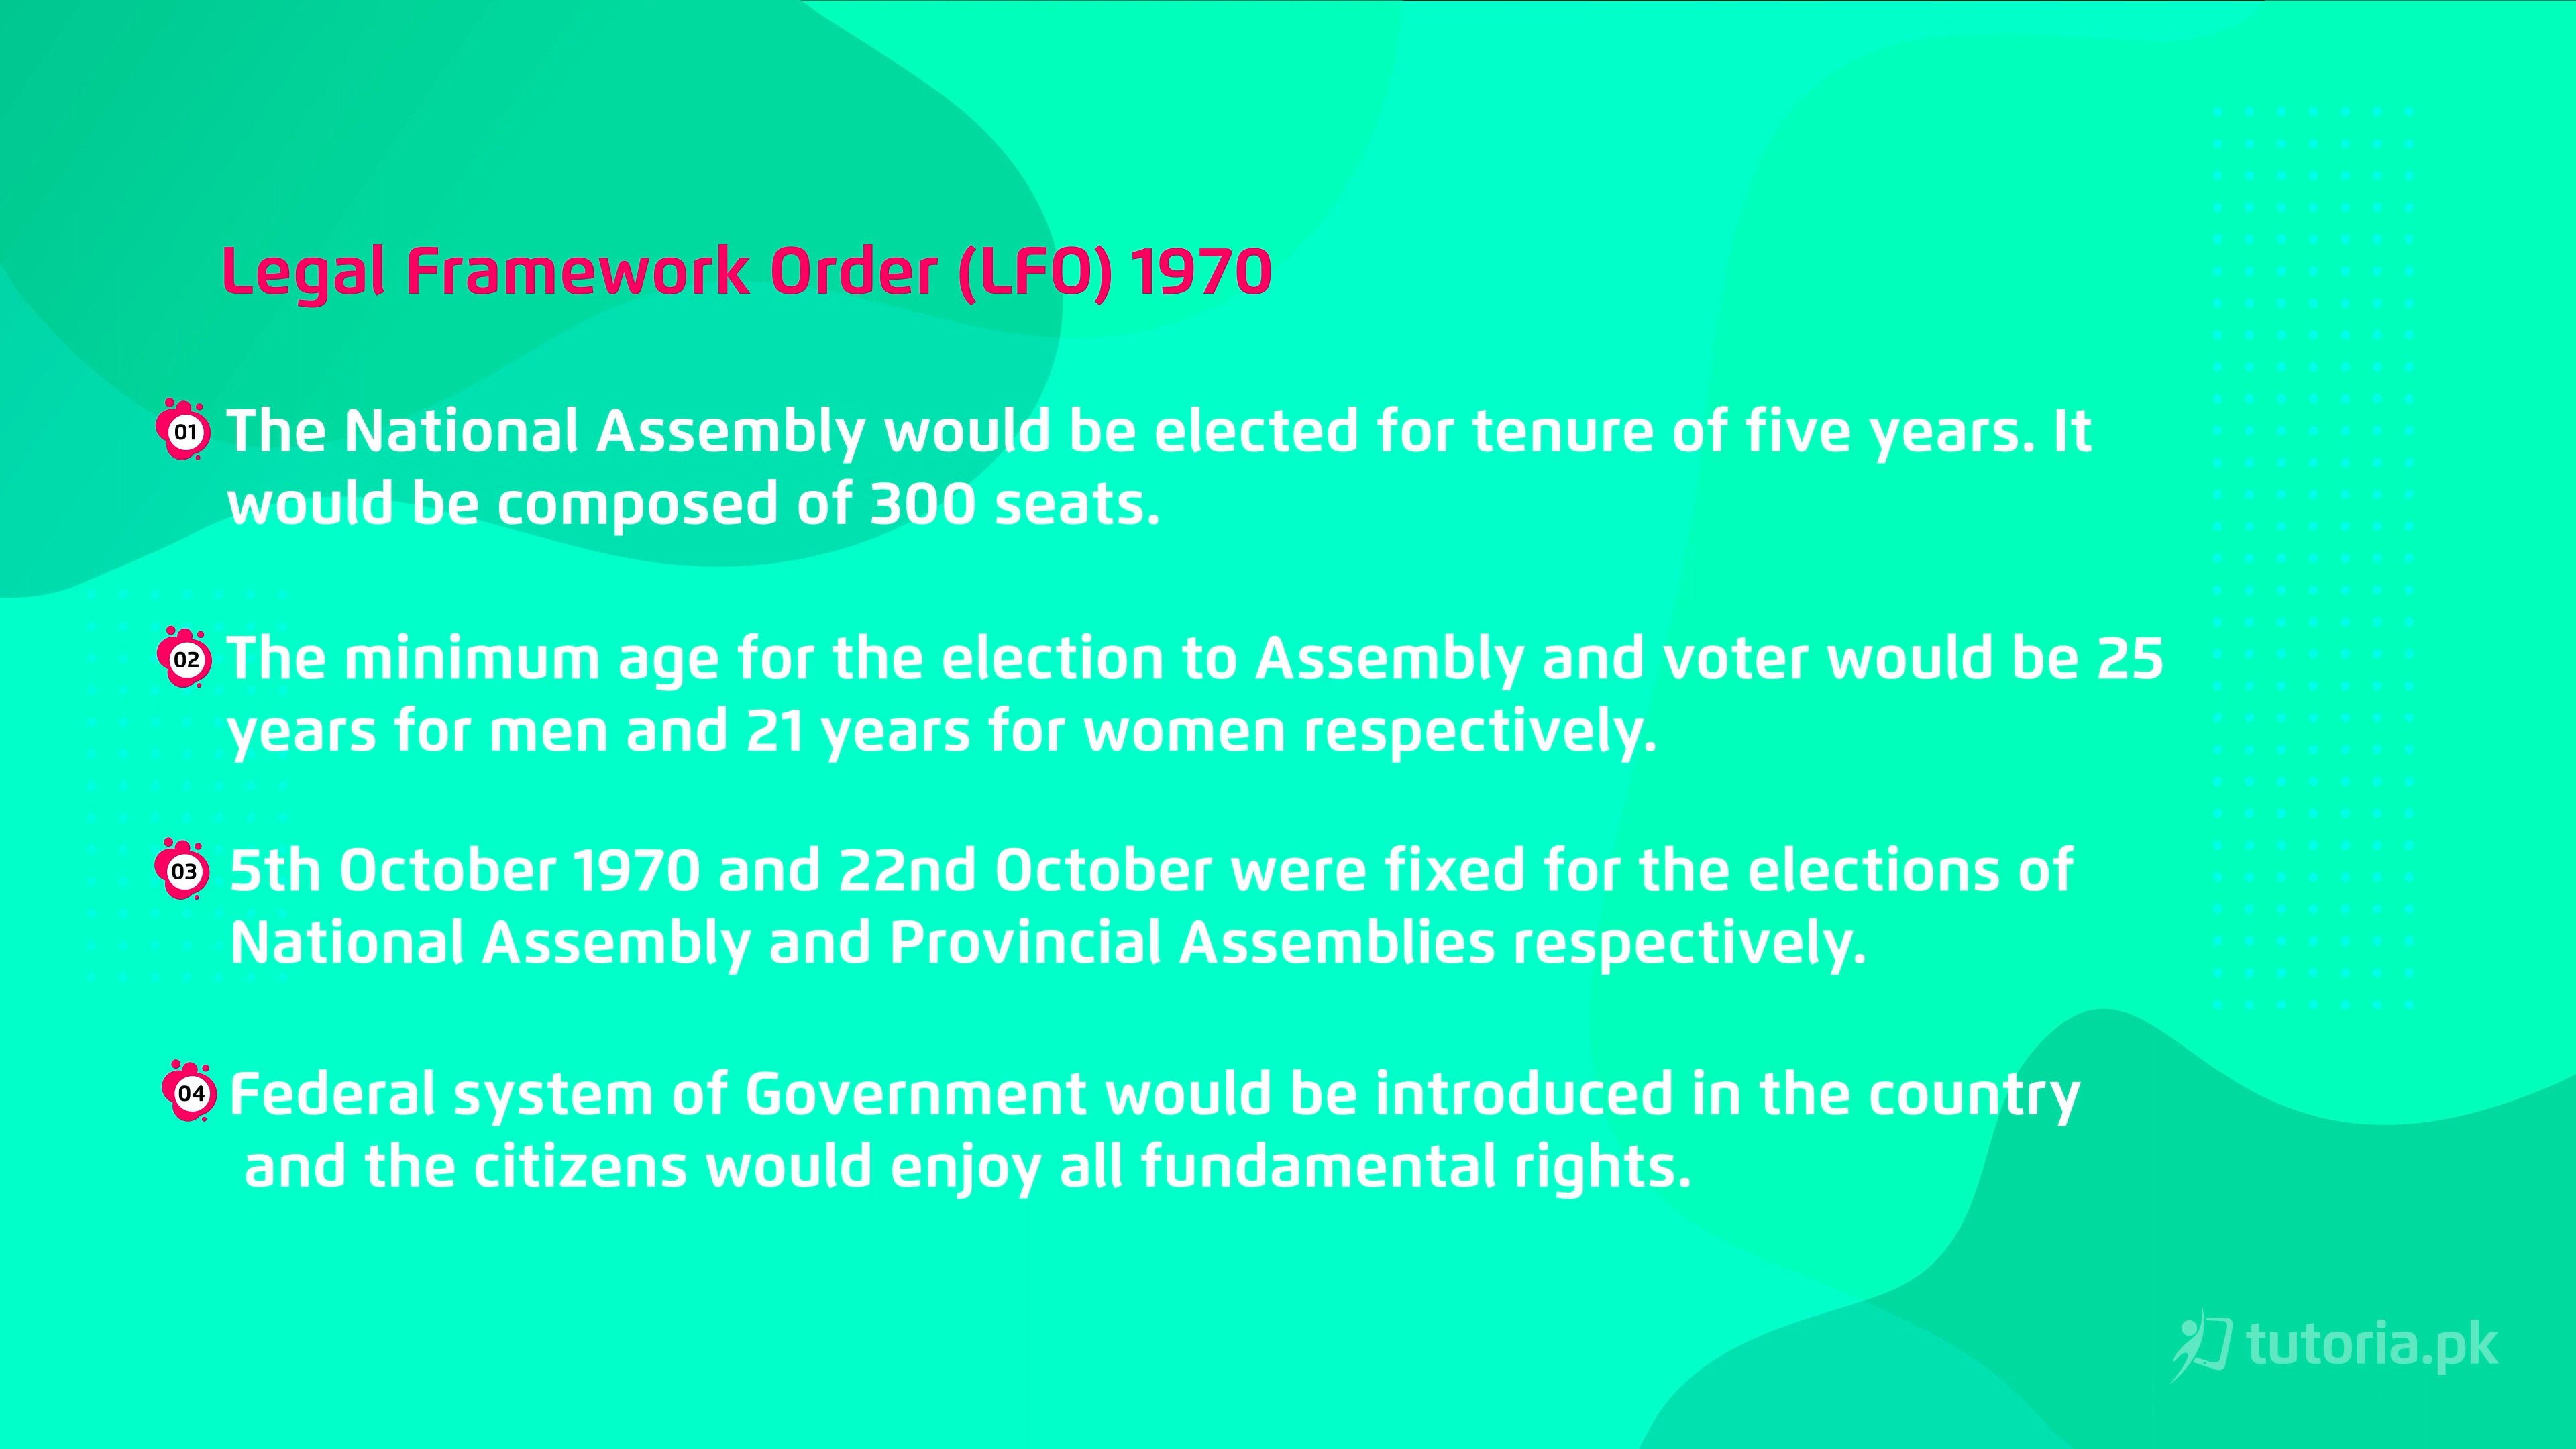 Legal Framework Order (LFO) 1970
01 The National Assembly would be elected for tenure of five years. It
would be composed of 300 seats.
02 The minimum age for the election to Assembly and voter would be 25
years for men and 21 years for women respectively.
03 5th October 1970 and 22nd October were fixed for the elections of
National Assembly and Provincial Assemblies respectively.
04 Federal system of Government would be introduced in the country
and the citizens would enjoy all fundamental rights.
tutoria.pk